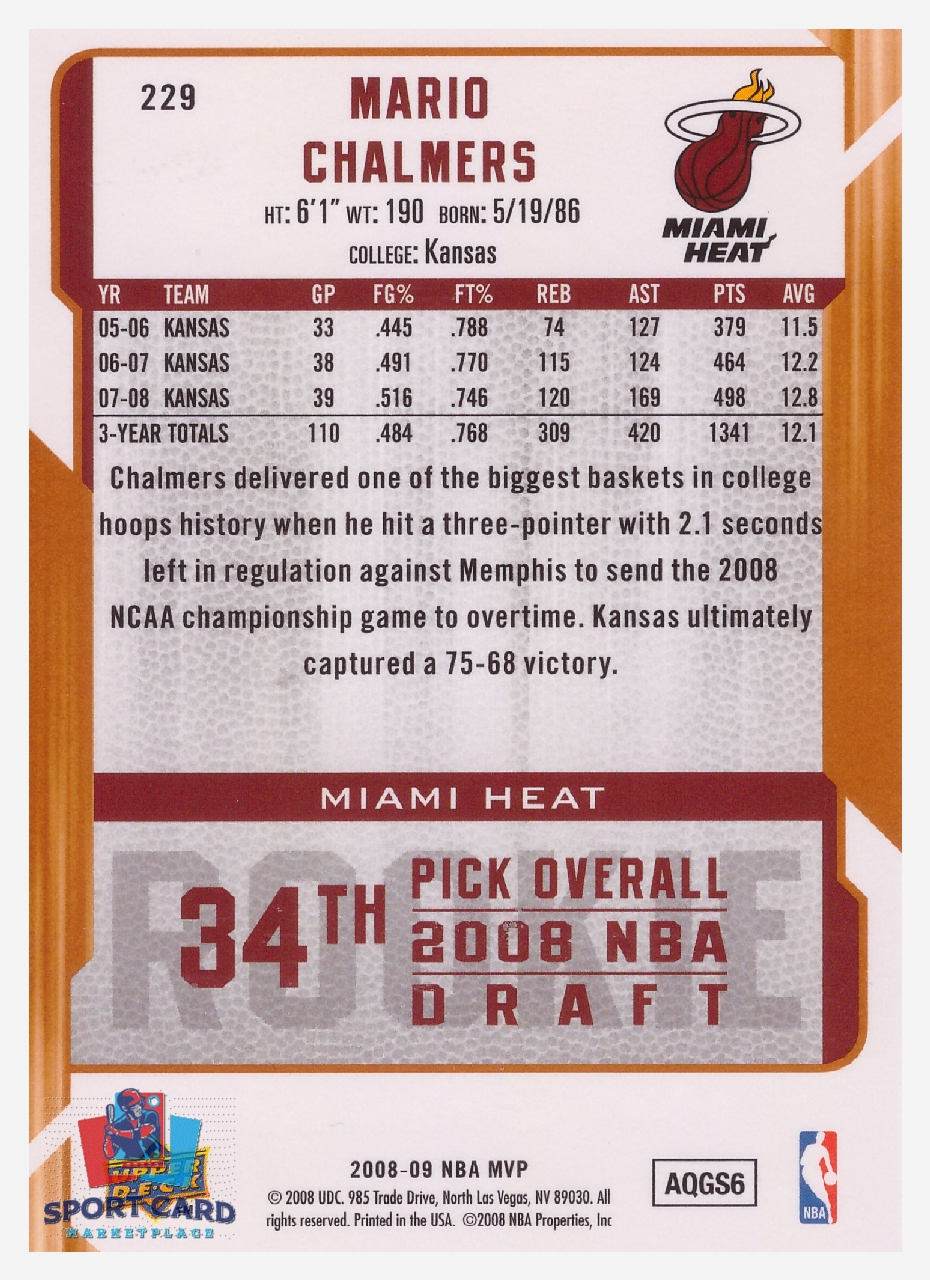 229
MARIO
CHALMERS
HT: 6'1" WT: 190 BORN: 5/19/86
COLLEGE: Kansas
MIAMI
HEAT
YR TEAM GP FG% FT% REB AST PTS AVG
05-06 KANSAS 33 .445 .788 74 127 379 11.5
06-07 KANSAS 38 .491 .770 115 124 464 12.2
07-08 KANSAS 39 .516 .746 120 169 498 12.8
3-YEAR TOTALS 110 .484 .768 309 420 1341 12.1
Chalmers delivered one of the biggest baskets in college
hoops history when he hit a three-pointer with 2.1 seconds
left in regulation against Memphis to send the 2008
NCAA championship game to overtime. Kansas ultimately
captured a 75-68 victory.
MIAMI HEAT
ROOKIE
34TH
PICK OVERALL
2008 NBA
DRAFT
UPPER
DECK
SPORT CARD
MARKETPLACE
2008-09 NBA MVP
© 2008 UDC. 985 Trade Drive, North Las Vegas, NV 89030. All
rights reserved. Printed in the USA. ©2008 NBA Properties, Inc
AQGS6
NBA